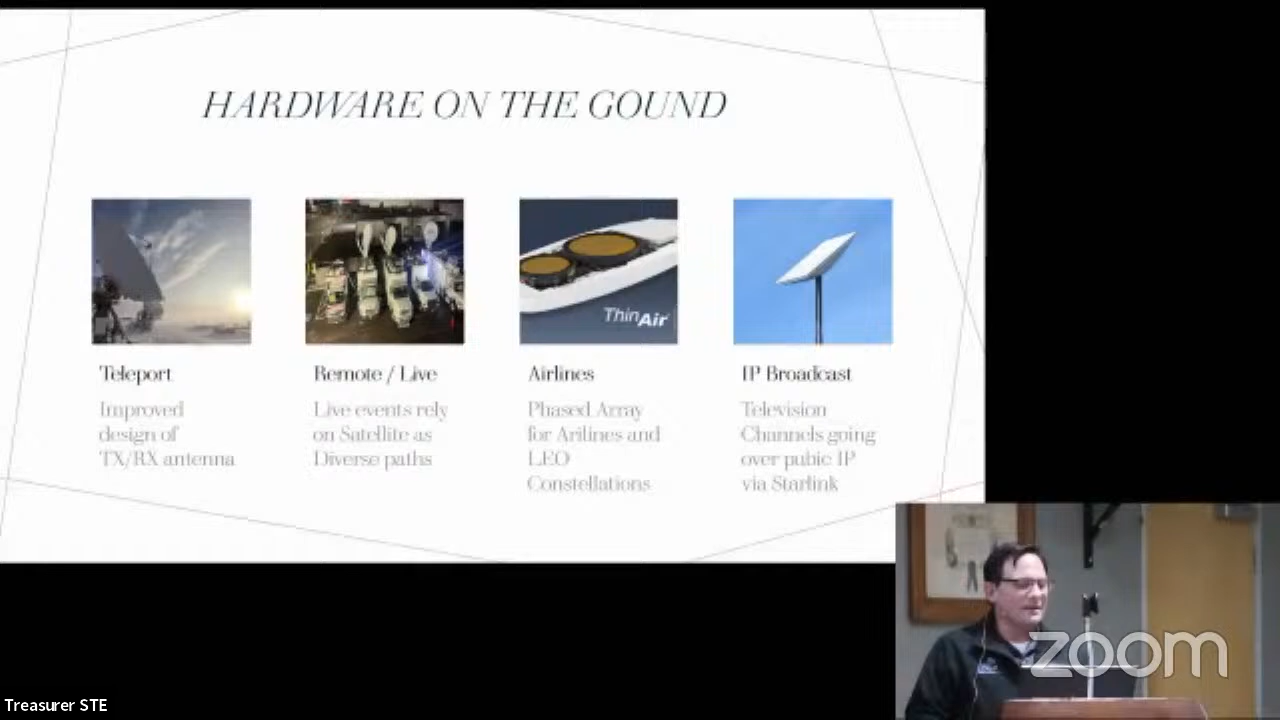 HARDWARE ON THE GOUND
ThinAir
Teleport
Improved
design of
TX/RX antenna
Remote / Live
Live events rely
on Satellite as
Diverse paths
Airlines
Phased Array
for Arilines and
LEO
Constellations
IP Broadcast
Television
Channels going
over pubic IP
via Starlink
zoom
Treasurer STE